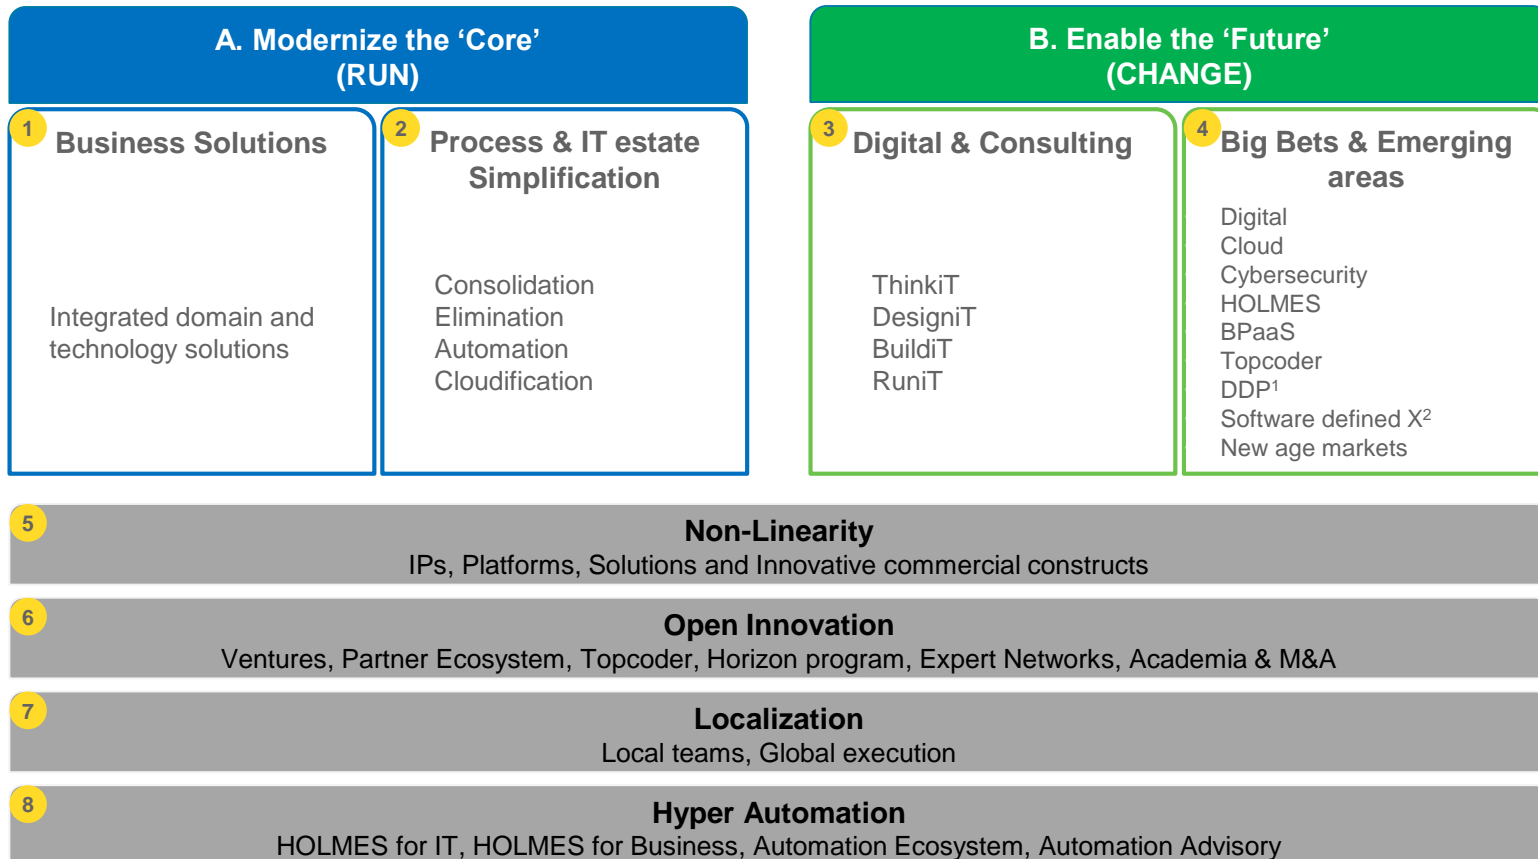 A. Modernize the ‘Core’
(RUN)
B. Enable the ‘Future’
(CHANGE)
1
Business Solutions
Integrated domain and
technology solutions
2
Process & IT estate
Simplification
Consolidation
Elimination
Automation
Cloudification
3
Digital & Consulting
ThinkiT
DesigniT
BuildiT
RuniT
4
Big Bets & Emerging
areas
Digital
Cloud
Cybersecurity
HOLMES
BPaaS
Topcoder
DDP¹
Software defined X²
New age markets
5
Non-Linearity
IPs, Platforms, Solutions and Innovative commercial constructs
6
Open Innovation
Ventures, Partner Ecosystem, Topcoder, Horizon program, Expert Networks, Academia & M&A
7
Localization
Local teams, Global execution
8
Hyper Automation
HOLMES for IT, HOLMES for Business, Automation Ecosystem, Automation Advisory